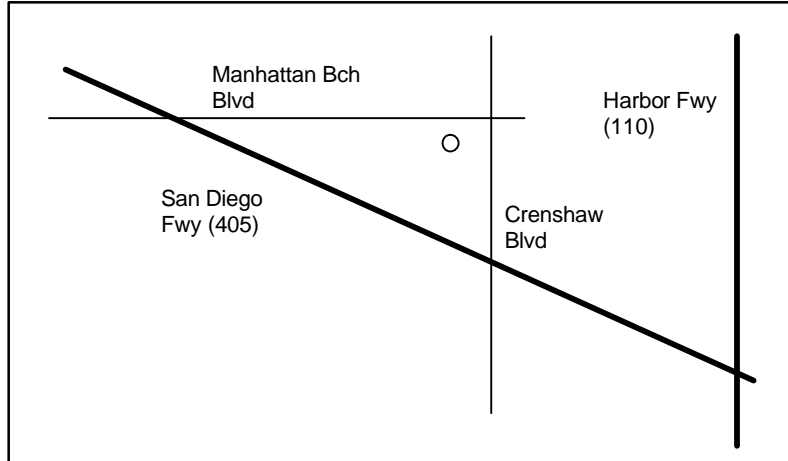 Manhattan Bch
Blvd
Harbor Fwy
(110)
San Diego
Fwy (405)
Crenshaw
Blvd